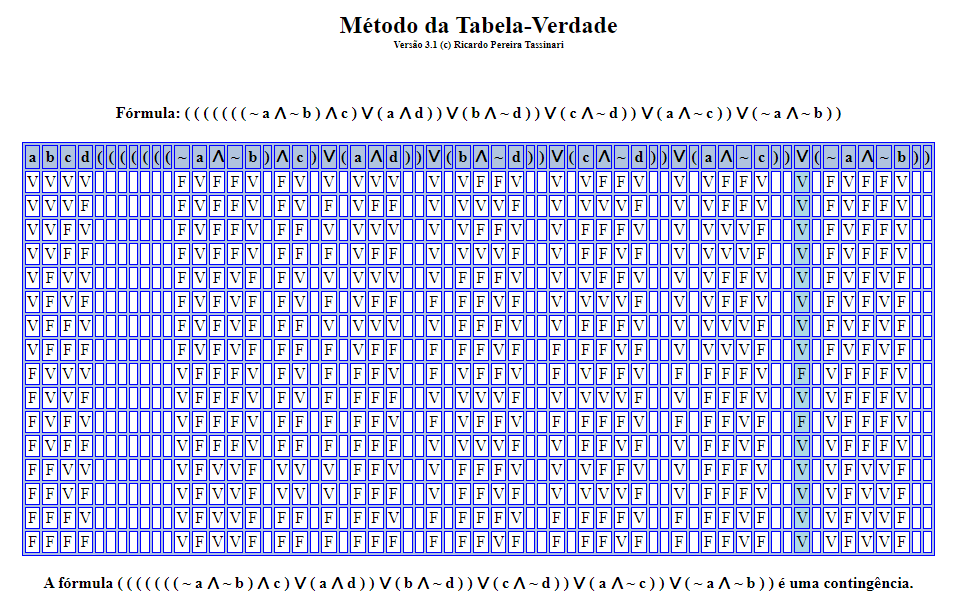 Método da Tabela-Verdade
Versão 3.1 (c) Ricardo Pereira Tassinari
Fórmula: ( ( ( ( ( ( ( ~ a ⋀ ~ b ) ⋀ c ) ⋁ ( a ⋀ d ) ) ⋁ ( b ⋀ ~ d ) ) ⋁ ( c ⋀ ~ d ) ) ⋁ ( a ⋀ ~ c ) ) ⋁ ( ~ a ⋀ ~ b ) )
a b c d ( ( ( ( ( ( ( ~ a ⋀ ~ b ) ⋀ c ) ⋁ ( a ⋀ d ) ) ⋁ ( b ⋀ ~ d ) ) ⋁ ( c ⋀ ~ d ) ) ⋁ ( a ⋀ ~ c ) ) ⋁ ( ~ a ⋀ ~ b ) )
V V V V F V F F V F V V V V V V V F F V V V F F V V V F F V V F V F F V
V V V F F V F F V F V F V F F V V V V F V V V V F V V F F V V F V F F V
V V F V F V F F V F F V V V V V V F F V V F F F V V V V V F V F V F F V
V V F F F V F F V F F F V F F V V V V F V F F V F V V V V F V F V F F V
V F V V F V F V F F V V V V V V F F F V V V F F V V V F F V V F V F V F
V F V F F V F V F F V F V F F F F F V F V V V V F V V F F V V F V F V F
V F F V F V F V F F F V V V V V F F F V V F F F V V V V V F V F V F V F
V F F F F V F V F F F F V F F F F F V F F F F V F V V V V F V F V F V F
F V V V V F F F V F V F F F V F V F F V F V F F V F F F F V F V F F F V
F V V F V F F F V F V F F F F V V V V F V V V V F V F F F V V V F F F V
F V F V V F F F V F F F F F V F V F F V F F F F V F F F V F F V F F F V
F V F F V F F F V F F F F F F V V V V F V F F V F V F F V F V V F F F V
F F V V V F V V F V V V F F V V F F F V V V F F V V F F F V V V F V V F
F F V F V F V V F V V V F F F V F F V F V V V V F V F F F V V V F V V F
F F F V V F V V F F F F F F V F F F F V F F F F V F F F V F V V F V V F
F F F F V F V V F F F F F F F F F F V F F F F V F F F F V F V V F V V F
A fórmula ( ( ( ( ( ( ( ~ a ⋀ ~ b ) ⋀ c ) ⋁ ( a ⋀ d ) ) ⋁ ( b ⋀ ~ d ) ) ⋁ ( c ⋀ ~ d ) ) ⋁ ( a ⋀ ~ c ) ) ⋁ ( ~ a ⋀ ~ b ) ) é uma contingência.